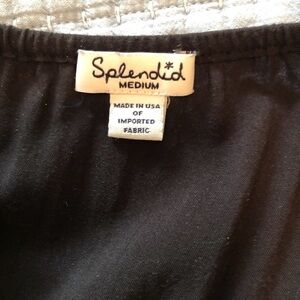 Splendid
MEDIUM
MADE IN USA
OF
IMPORTED
FABRIC